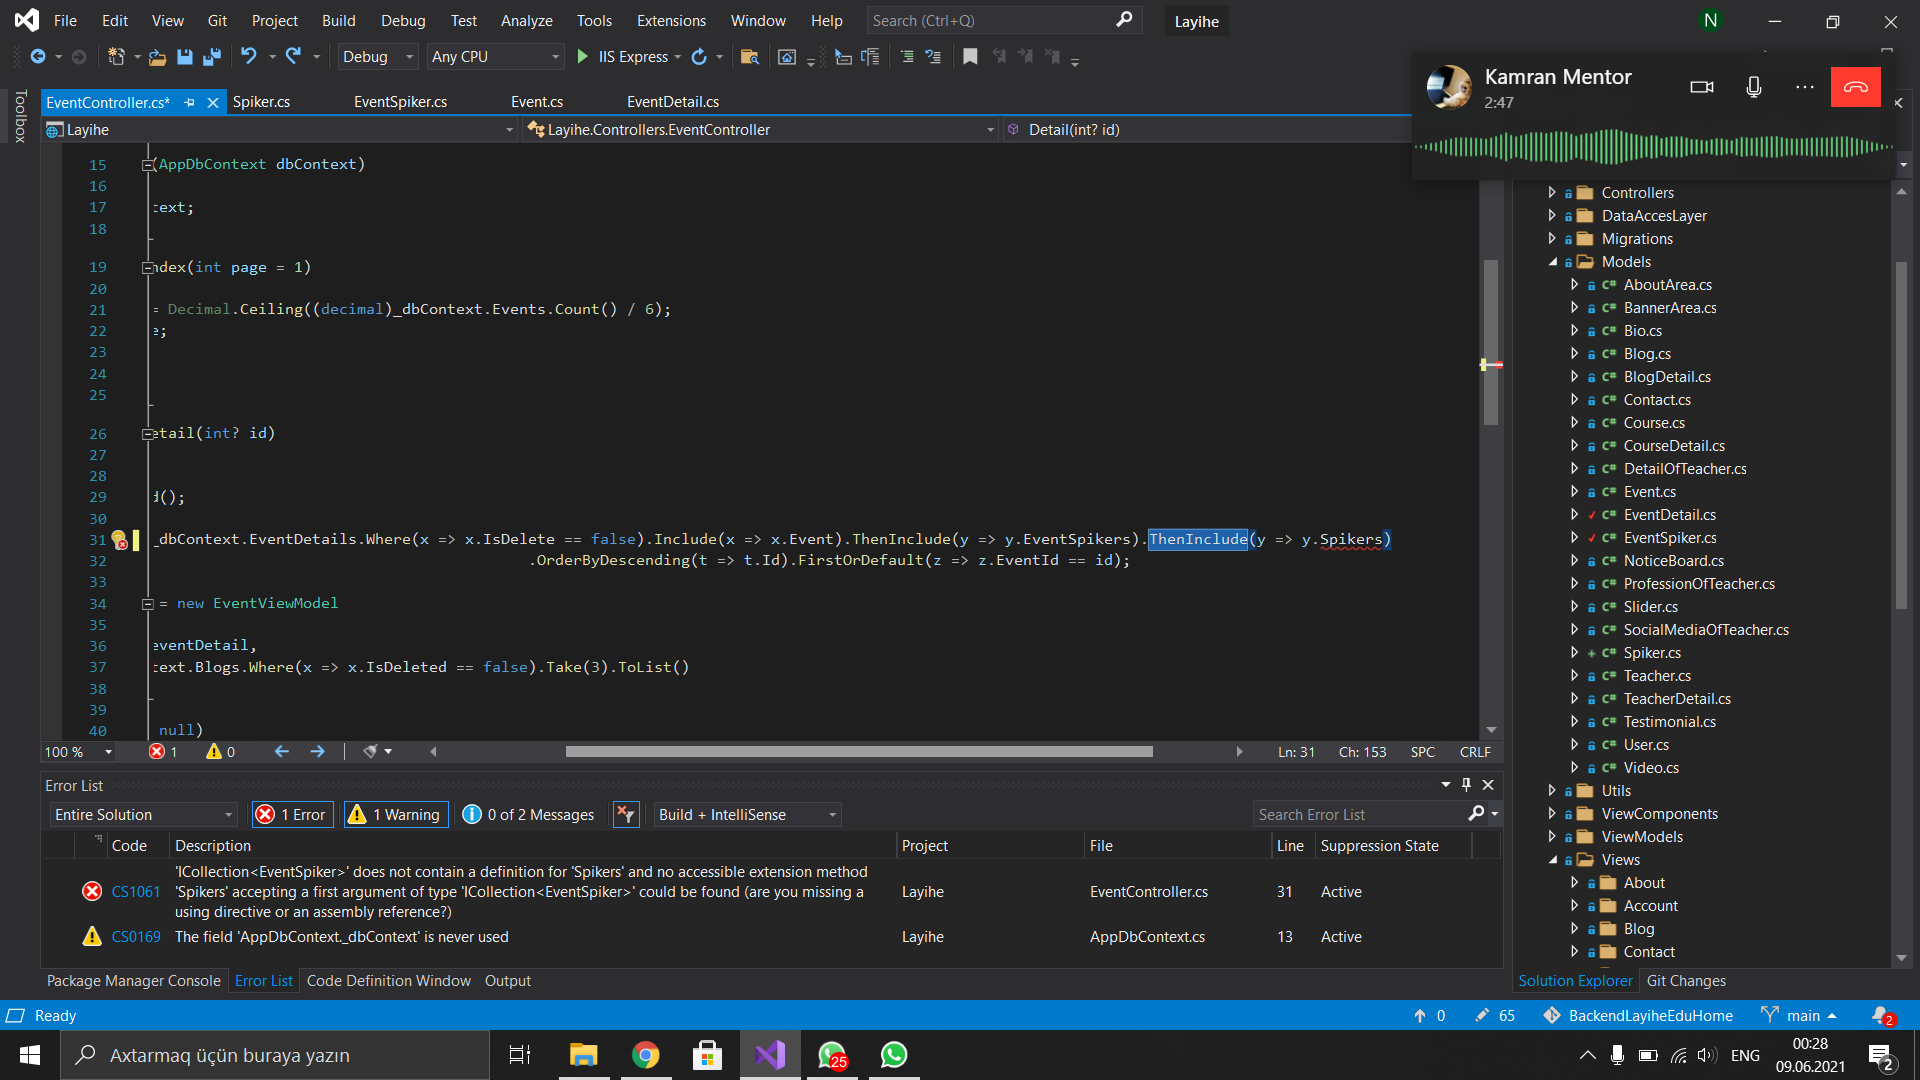 File Edit View Git Project Build Debug Test Analyze Tools Extensions Window Help Search (Ctrl+Q) Layihe N
Debug Any CPU IIS Express
Kamran Mentor
2:47
Toolbox
EventController.cs* Spiker.cs EventSpiker.cs Event.cs EventDetail.cs
Layihe Layihe.Controllers.EventController Detail(int? id)
15 (AppDbContext dbContext)
16
17 text;
18
19 ndex(int page = 1)
20
21 = Decimal.Ceiling((decimal)_dbContext.Events.Count() / 6);
22 e;
23
24
25
26 etail(int? id)
27
28
29 d();
30
31 _dbContext.EventDetails.Where(x => x.IsDelete == false).Include(x => x.Event).ThenInclude(y => y.EventSpikers).ThenInclude(y => y.Spikers)
32 .OrderByDescending(t => t.Id).FirstOrDefault(z => z.EventId == id);
33
34 = new EventViewModel
35
36 eventDetail,
37 text.Blogs.Where(x => x.IsDeleted == false).Take(3).ToList()
38
39
40 null)
100 % 1 0 Ln: 31 Ch: 153 SPC CRLF
Controllers
DataAccesLayer
Migrations
Models
C# AboutArea.cs
C# BannerArea.cs
C# Bio.cs
C# Blog.cs
C# BlogDetail.cs
C# Contact.cs
C# Course.cs
C# CourseDetail.cs
C# DetailOfTeacher.cs
C# Event.cs
C# EventDetail.cs
C# EventSpiker.cs
C# NoticeBoard.cs
C# ProfessionOfTeacher.cs
C# Slider.cs
C# SocialMediaOfTeacher.cs
C# Spiker.cs
C# Teacher.cs
C# TeacherDetail.cs
C# Testimonial.cs
C# User.cs
C# Video.cs
Utils
ViewComponents
ViewModels
Views
About
Account
Blog
Contact
Solution Explorer Git Changes
Error List
Entire Solution 1 Error 1 Warning 0 of 2 Messages Build + IntelliSense Search Error List
Code Description Project File Line Suppression State
'ICollection<EventSpiker>' does not contain a definition for 'Spikers' and no accessible extension method
CS1061 'Spikers' accepting a first argument of type 'ICollection<EventSpiker>' could be found (are you missing a Layihe EventController.cs 31 Active
using directive or an assembly reference?)
CS0169 The field 'AppDbContext._dbContext' is never used Layihe AppDbContext.cs 13 Active
Package Manager Console Error List Code Definition Window Output
Ready 0 65 BackendLayiheEduHome main 2
Axtarmaq üçün buraya yazın 25 ENG 00:28 2
09.06.2021